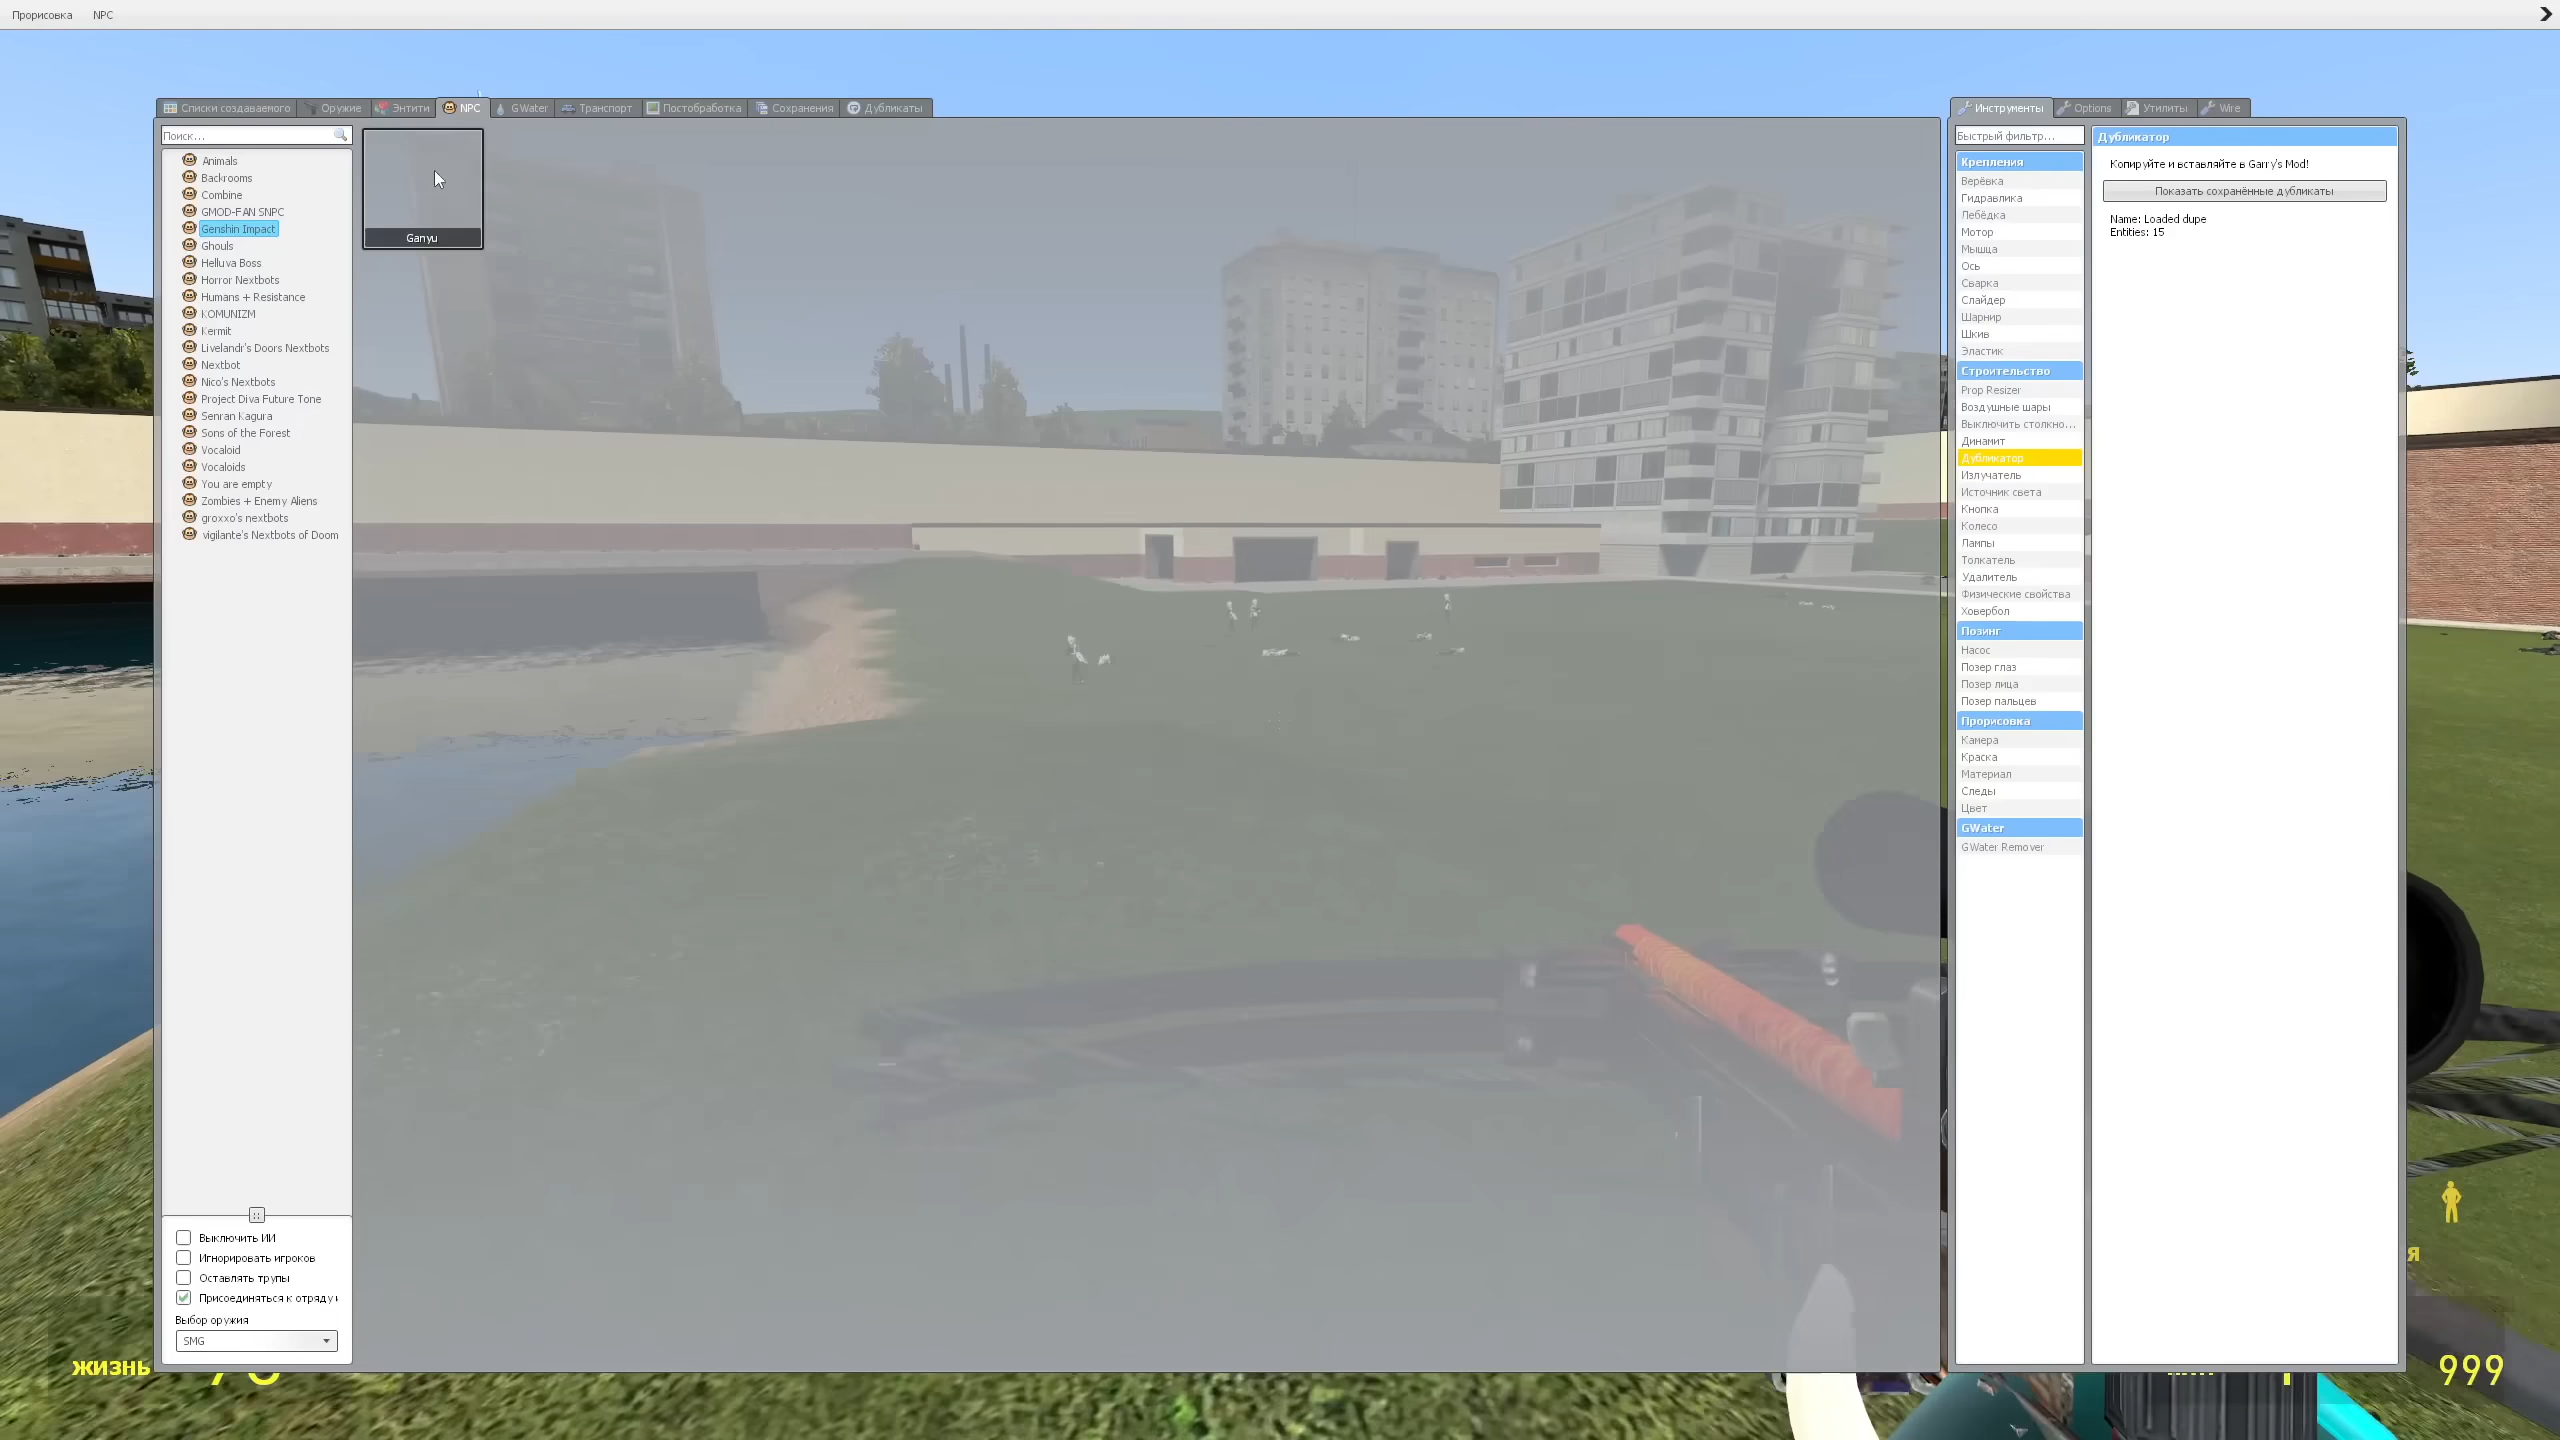 Прорисовка NPC
Списки создаваемого Оружие Энтити NPC GWater Транспорт Постобработка Сохранения Дубликаты
Инструменты Options Утилиты Wire
Поиск...
Animals
Backrooms
Combine
GMOD-FAN SNPC
Genshin Impact
Ghouls
Helluva Boss
Horror Nextbots
Humans + Resistance
KOMUNIZM
Kermit
Livelandr's Doors Nextbots
Nextbot
Nico's Nextbots
Project Diva Future Tone
Senran Kagura
Sons of the Forest
Vocaloid
Vocaloids
You are empty
Zombies + Enemy Aliens
groxxo's nextbots
vigilante's Nextbots of Doom
Ganyu
Выключить ИИ
Игнорировать игроков
Оставлять трупы
Присоединяться к отряду
Выбор оружия
SMG
Быстрый фильтр...
Крепления
Верёвка
Гидравлика
Лебёдка
Мотор
Мышца
Ось
Сварка
Слайдер
Шарнир
Шкив
Эластик
Строительство
Prop Resizer
Воздушные шары
Выключить столкно...
Динамит
Дубликатор
Излучатель
Источник света
Кнопка
Колесо
Лампы
Толкатель
Удалитель
Физические свойства
Ховербол
Позинг
Насос
Позер глаз
Позер лица
Позер пальцев
Прорисовка
Камера
Краска
Материал
Следы
Цвет
GWater
GWater Remover
Дубликатор
Копируйте и вставляйте в Garry's Mod!
Показать сохранённые дубликаты
Name: Loaded dupe
Entities: 15
жизнь
999